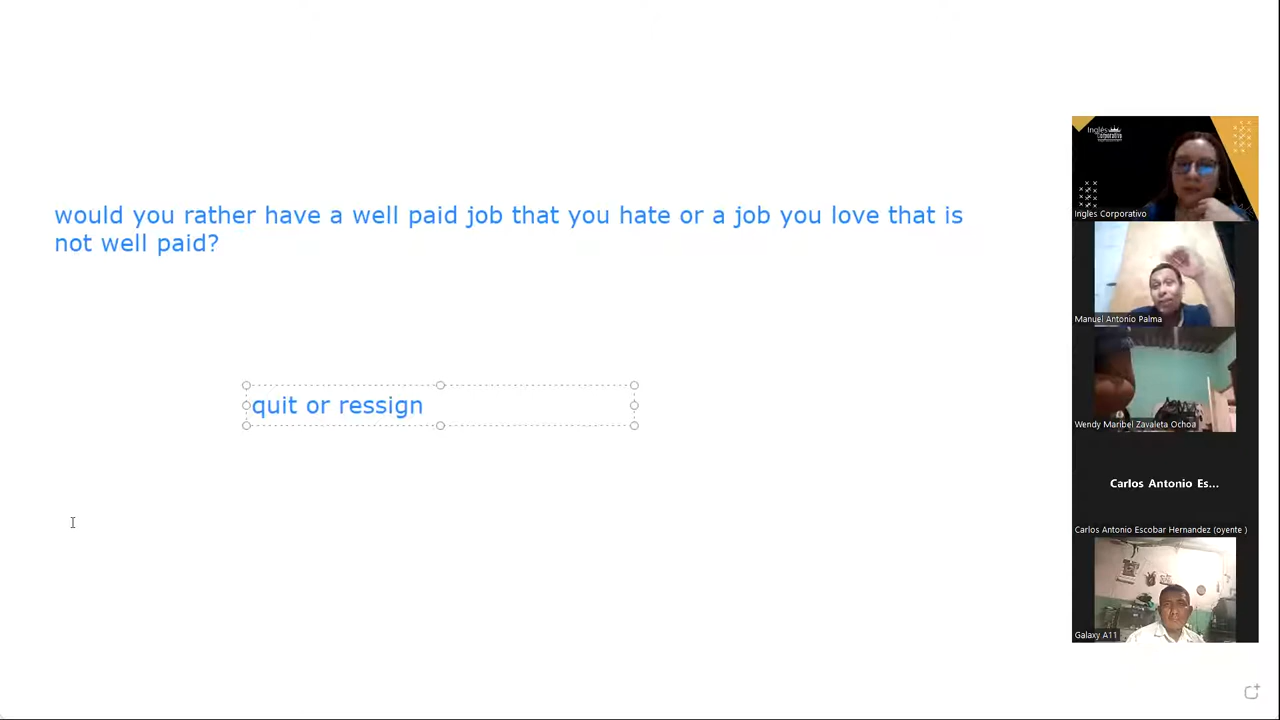 would you rather have a well paid job that you hate or a job you love that is
not well paid?
quit or ressign
Inglés
Corporativo
Ingles Corporativo
Manuel Antonio Palma
Wendy Maribel Zavaleta Ochoa
Carlos Antonio Es...
Carlos Antonio Escobar Hernandez (oyente )
Galaxy A11